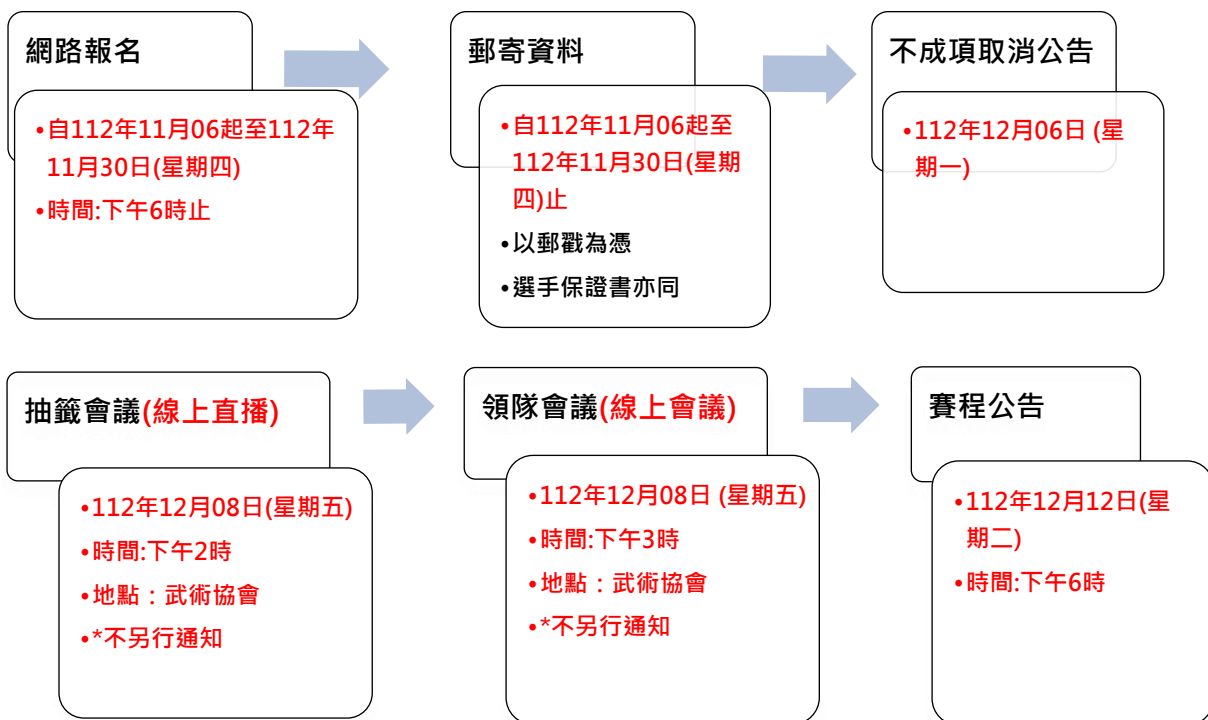 網路報名
•自112年11月06起至112年
11月30日(星期四)
•時間:下午6時止
郵寄資料
•自112年11月06起至
112年11月30日(星期
四)止
•以郵戳為憑
•選手保證書亦同
不成項取消公告
•112年12月06日 (星
期一)
抽籤會議(線上直播)
•112年12月08日(星期五)
•時間:下午2時
•地點：武術協會
•*不另行通知
領隊會議(線上會議)
•112年12月08日 (星期五)
•時間:下午3時
•地點：武術協會
•*不另行通知
賽程公告
•112年12月12日(星
期二)
•時間:下午6時